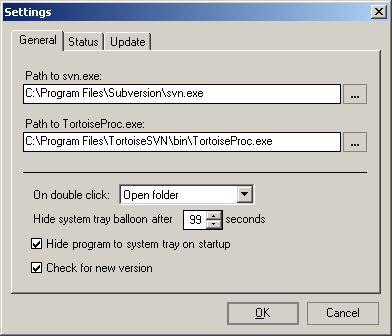 Settings
General Status Update
Path to svn.exe:
C:\Program Files\Subversion\svn.exe ...
Path to TortoiseProc.exe:
C:\Program Files\TortoiseSVN\bin\TortoiseProc.exe ...
On double click: Open folder
Hide system tray balloon after 99 seconds
Hide program to system tray on startup
Check for new version
OK Cancel